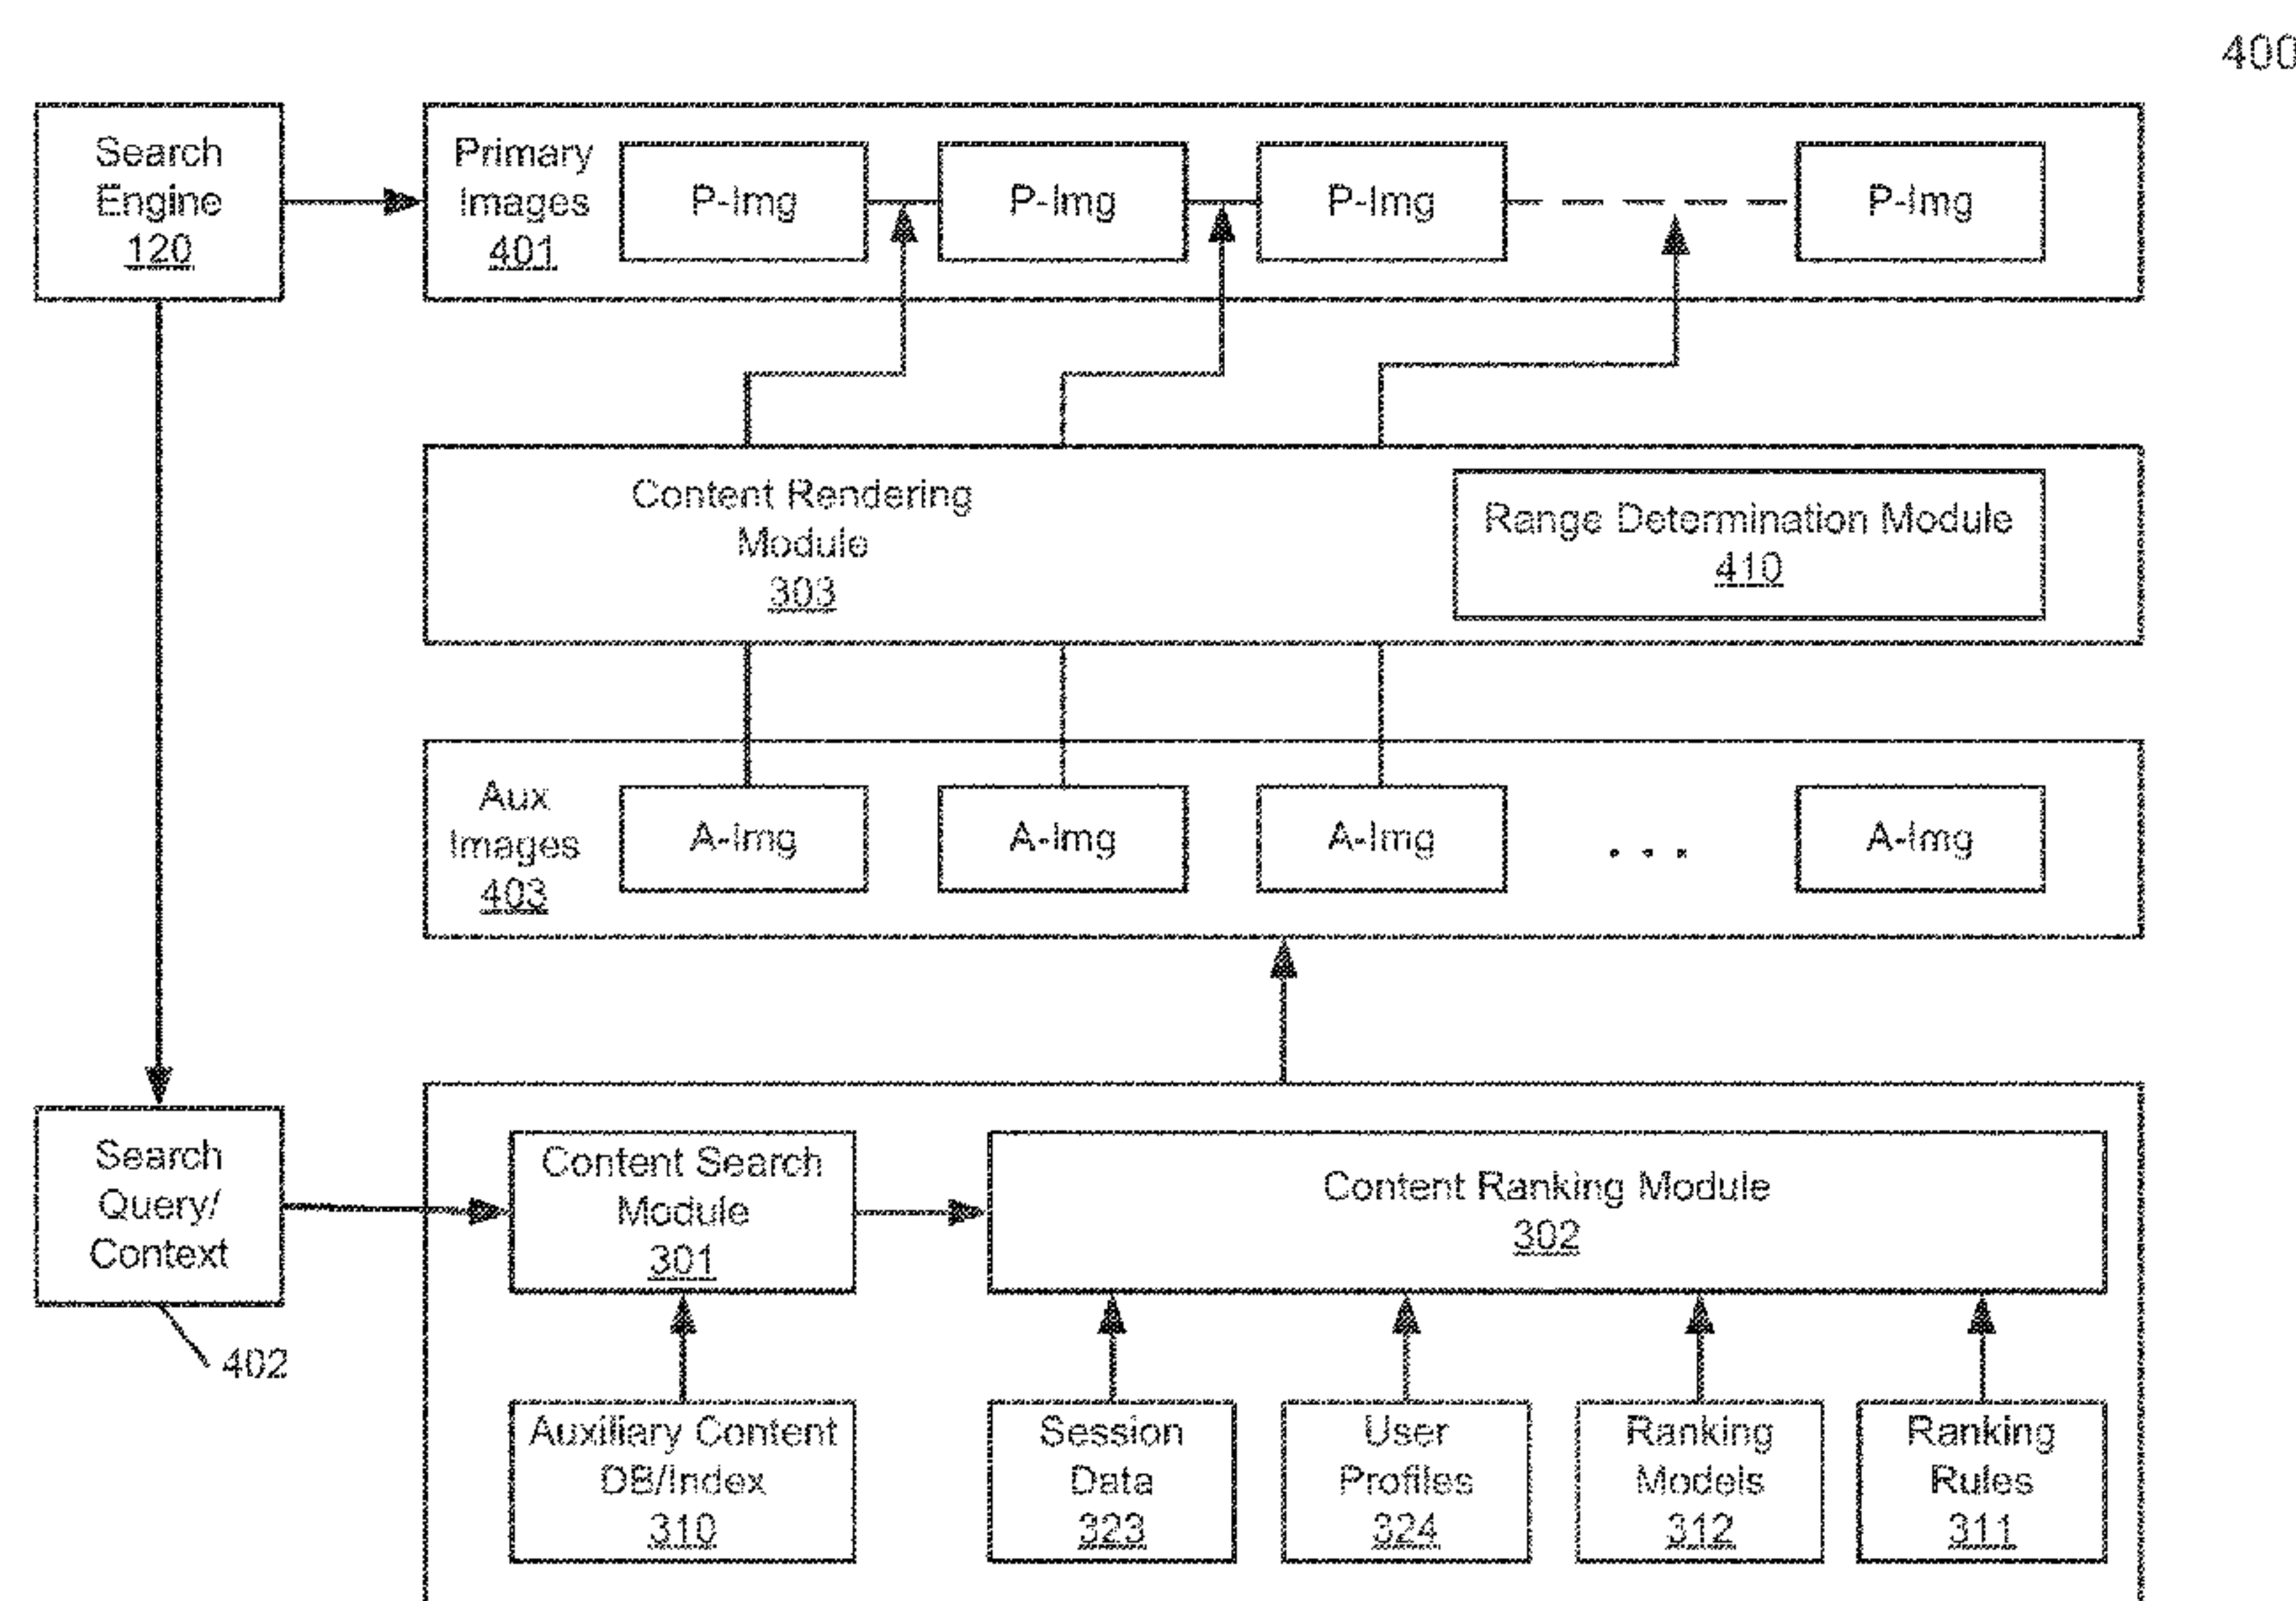 400
Search
Engine
120
Primary
Images
401
P-Img
P-Img
P-Img
P-Img
Content Rendering
Module
303
Range Determination Module
410
Aux
Images
403
A-Img
A-Img
A-Img
. . .
A-Img
Search
Query/
Context
402
Content Search
Module
301
Content Ranking Module
302
Auxiliary Content
DB/Index
310
Session
Data
323
User
Profiles
324
Ranking
Models
312
Ranking
Rules
311